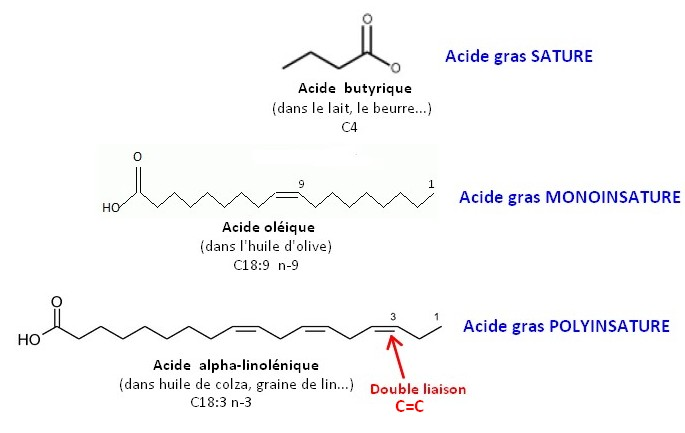 O
O
Acide gras SATURE
Acide butyrique
(dans le lait, le beurre...)
C4
O
HO
9
1
Acide gras MONOINSATURE
Acide oléique
(dans l'huile d'olive)
C18:9 n-9
O
HO
3
1
Acide gras POLYINSATURE
Acide alpha-linolénique
(dans huile de colza, graine de lin...)
C18:3 n-3
Double liaison
C=C